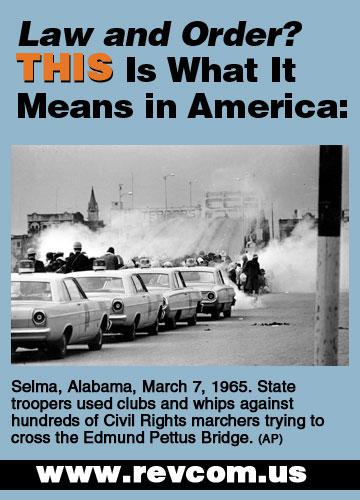 Law and Order?
THIS Is What It
Means in America:
Selma, Alabama, March 7, 1965. State
troopers used clubs and whips against
hundreds of Civil Rights marchers trying to
cross the Edmund Pettus Bridge. (AP)
www.revcom.us